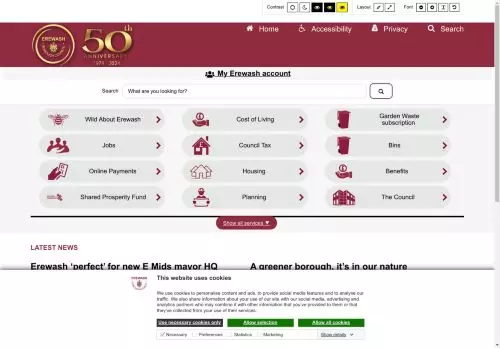 Contrast
Layout
Font
EREWASH
50th
ANNIVERSARY
1974 - 2024
Home
Accessibility
Privacy
Search
My Erewash account
Search
What are you looking for?
Wild About Erewash
Cost of Living
Garden Waste
subscription
Jobs
Council Tax
Bins
Online Payments
Housing
Benefits
Shared Prosperity Fund
Planning
The Council
Show all services ▼
LATEST NEWS
Erewash ‘perfect’ for new E Mids mayor HQ
A greener borough, it’s in our nature
EREWASH
This website uses cookies
We use cookies to personalise content and ads, to provide social media features and to analyse our
traffic. We also share information about your use of our site with our social media, advertising and
analytics partners who may combine it with other information that you’ve provided to them or that
they’ve collected from your use of their services.
Use necessary cookies only
Allow selection
Allow all cookies
Necessary
Preferences
Statistics
Marketing
Show details